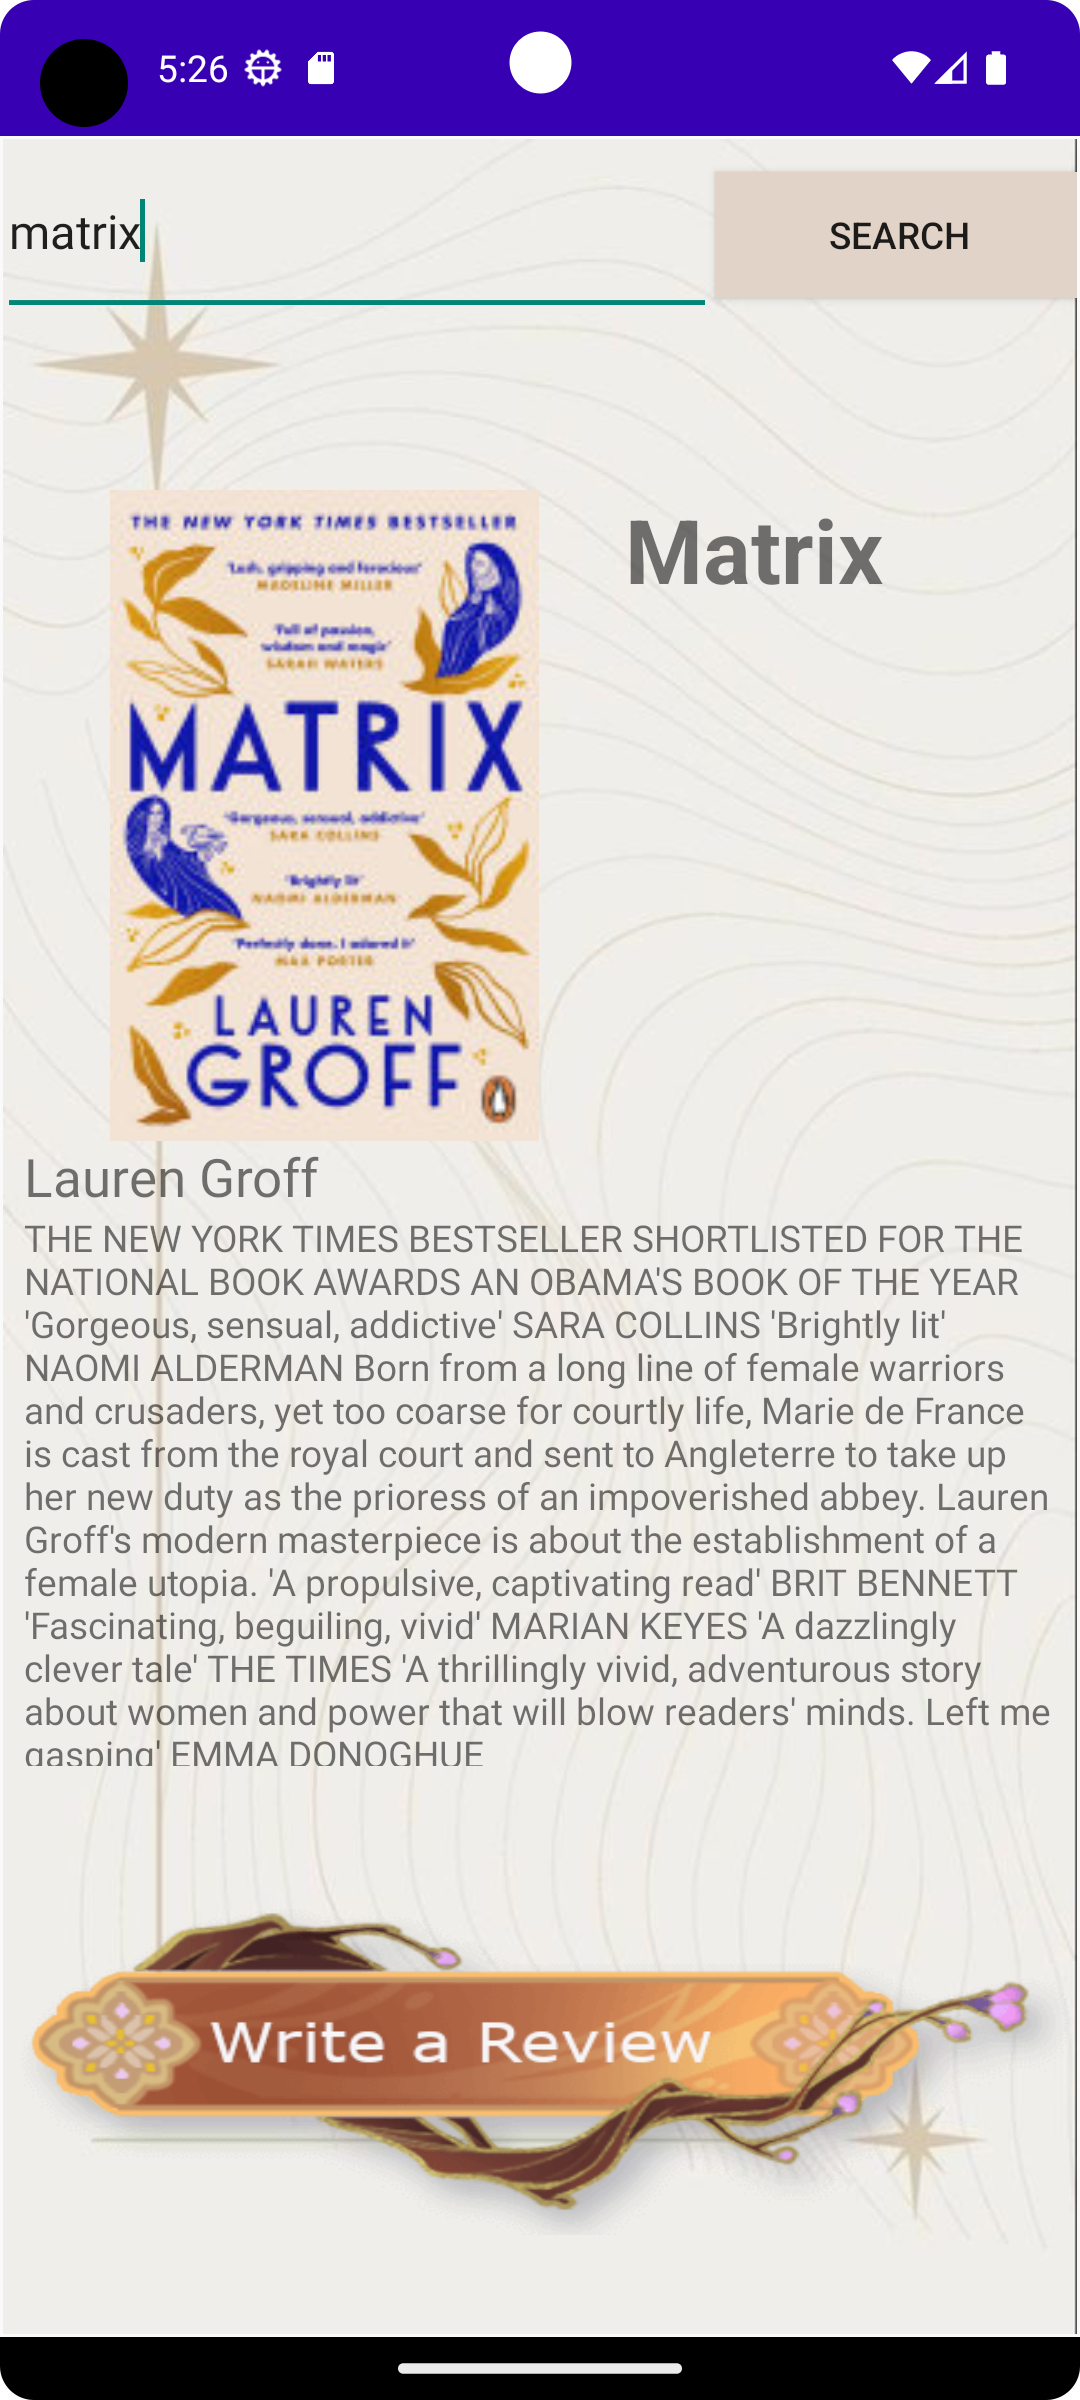 5:26
matrix
SEARCH
THE NEW YORK TIMES BESTSELLER
'Lush, gripping and ferocious'
MADELINE MILLER
'Full of passion,
wisdom and magic'
SARAH WATERS
MATRIX
'Gorgeous, sensual, addictive'
SARA COLLINS
'Brightly lit'
NAOMI ALDERMAN
'Perfectly done. I adored it'
MAX PORTER
LAUREN
GROFF
Matrix
Lauren Groff
THE NEW YORK TIMES BESTSELLER SHORTLISTED FOR THE
NATIONAL BOOK AWARDS AN OBAMA'S BOOK OF THE YEAR
'Gorgeous, sensual, addictive' SARA COLLINS 'Brightly lit'
NAOMI ALDERMAN Born from a long line of female warriors
and crusaders, yet too coarse for courtly life, Marie de France
is cast from the royal court and sent to Angleterre to take up
her new duty as the prioress of an impoverished abbey. Lauren
Groff's modern masterpiece is about the establishment of a
female utopia. 'A propulsive, captivating read' BRIT BENNETT
'Fascinating, beguiling, vivid' MARIAN KEYES 'A dazzlingly
clever tale' THE TIMES 'A thrillingly vivid, adventurous story
about women and power that will blow readers' minds. Left me
gasping' EMMA DONOGHUE
Write a Review